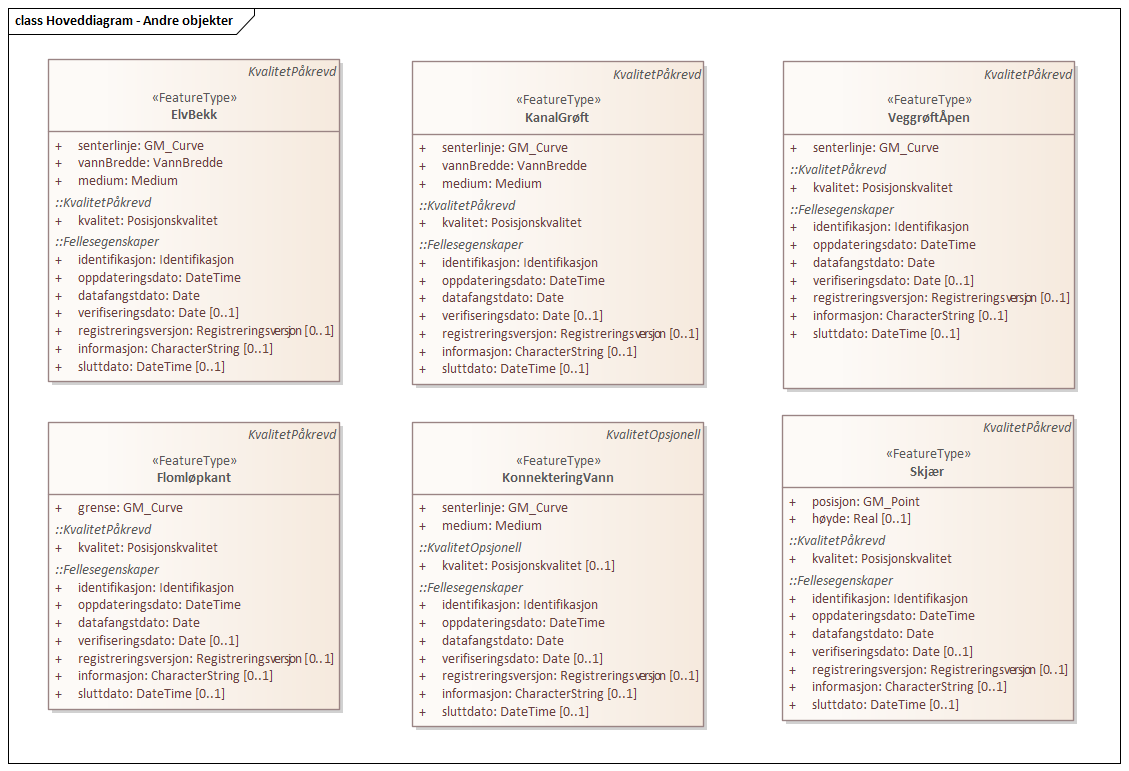 class Hoveddiagram - Andre objekter
KvalitetPåkrevd
«FeatureType»
ElvBekk
+ senterlinje: GM_Curve
+ vannBredde: VannBredde
+ medium: Medium
::KvalitetPåkrevd
+ kvalitet: Posisjonskvalitet
::Fellesegenskaper
+ identifikasjon: Identifikasjon
+ oppdateringsdato: DateTime
+ datafangstdato: Date
+ verifiseringsdato: Date [0..1]
+ registreringsversjon: Registreringsversjon [0..1]
+ informasjon: CharacterString [0..1]
+ sluttdato: DateTime [0..1]
KvalitetPåkrevd
«FeatureType»
KanalGrøft
+ senterlinje: GM_Curve
+ vannBredde: VannBredde
+ medium: Medium
::KvalitetPåkrevd
+ kvalitet: Posisjonskvalitet
::Fellesegenskaper
+ identifikasjon: Identifikasjon
+ oppdateringsdato: DateTime
+ datafangstdato: Date
+ verifiseringsdato: Date [0..1]
+ registreringsversjon: Registreringsversjon [0..1]
+ informasjon: CharacterString [0..1]
+ sluttdato: DateTime [0..1]
KvalitetPåkrevd
«FeatureType»
VeggrøftÅpen
+ senterlinje: GM_Curve
::KvalitetPåkrevd
+ kvalitet: Posisjonskvalitet
::Fellesegenskaper
+ identifikasjon: Identifikasjon
+ oppdateringsdato: DateTime
+ datafangstdato: Date
+ verifiseringsdato: Date [0..1]
+ registreringsversjon: Registreringsversjon [0..1]
+ informasjon: CharacterString [0..1]
+ sluttdato: DateTime [0..1]
KvalitetPåkrevd
«FeatureType»
Flomløpkant
+ grense: GM_Curve
::KvalitetPåkrevd
+ kvalitet: Posisjonskvalitet
::Fellesegenskaper
+ identifikasjon: Identifikasjon
+ oppdateringsdato: DateTime
+ datafangstdato: Date
+ verifiseringsdato: Date [0..1]
+ registreringsversjon: Registreringsversjon [0..1]
+ informasjon: CharacterString [0..1]
+ sluttdato: DateTime [0..1]
KvalitetOpsjonell
«FeatureType»
KonnekteringVann
+ senterlinje: GM_Curve
+ medium: Medium
::KvalitetOpsjonell
+ kvalitet: Posisjonskvalitet [0..1]
::Fellesegenskaper
+ identifikasjon: Identifikasjon
+ oppdateringsdato: DateTime
+ datafangstdato: Date
+ verifiseringsdato: Date [0..1]
+ registreringsversjon: Registreringsversjon [0..1]
+ informasjon: CharacterString [0..1]
+ sluttdato: DateTime [0..1]
KvalitetPåkrevd
«FeatureType»
Skjær
+ posisjon: GM_Point
+ høyde: Real [0..1]
::KvalitetPåkrevd
+ kvalitet: Posisjonskvalitet
::Fellesegenskaper
+ identifikasjon: Identifikasjon
+ oppdateringsdato: DateTime
+ datafangstdato: Date
+ verifiseringsdato: Date [0..1]
+ registreringsversjon: Registreringsversjon [0..1]
+ informasjon: CharacterString [0..1]
+ sluttdato: DateTime [0..1]